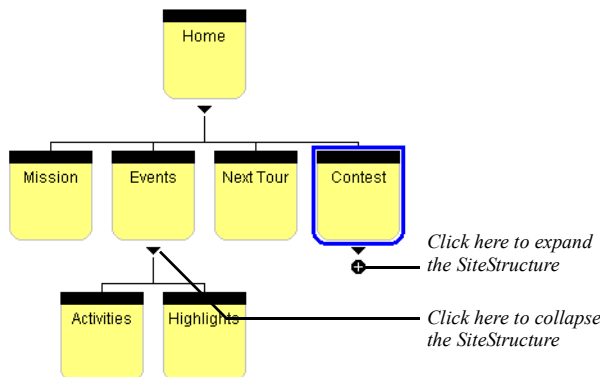 Home
Mission
Events
Next Tour
Contest
Click here to expand
the SiteStructure
Activities
Highlights
Click here to collapse
the SiteStructure